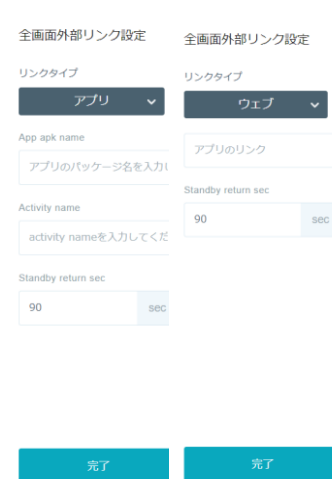 全画面外部リンク設定
リンクタイプ
アプリ
App apk name
アプリのパッケージ名を入力し
Activity name
activity nameを入力してくだ
Standby return sec
90 sec
完了
全画面外部リンク設定
リンクタイプ
ウェブ
アプリのリンク
Standby return sec
90 sec
完了